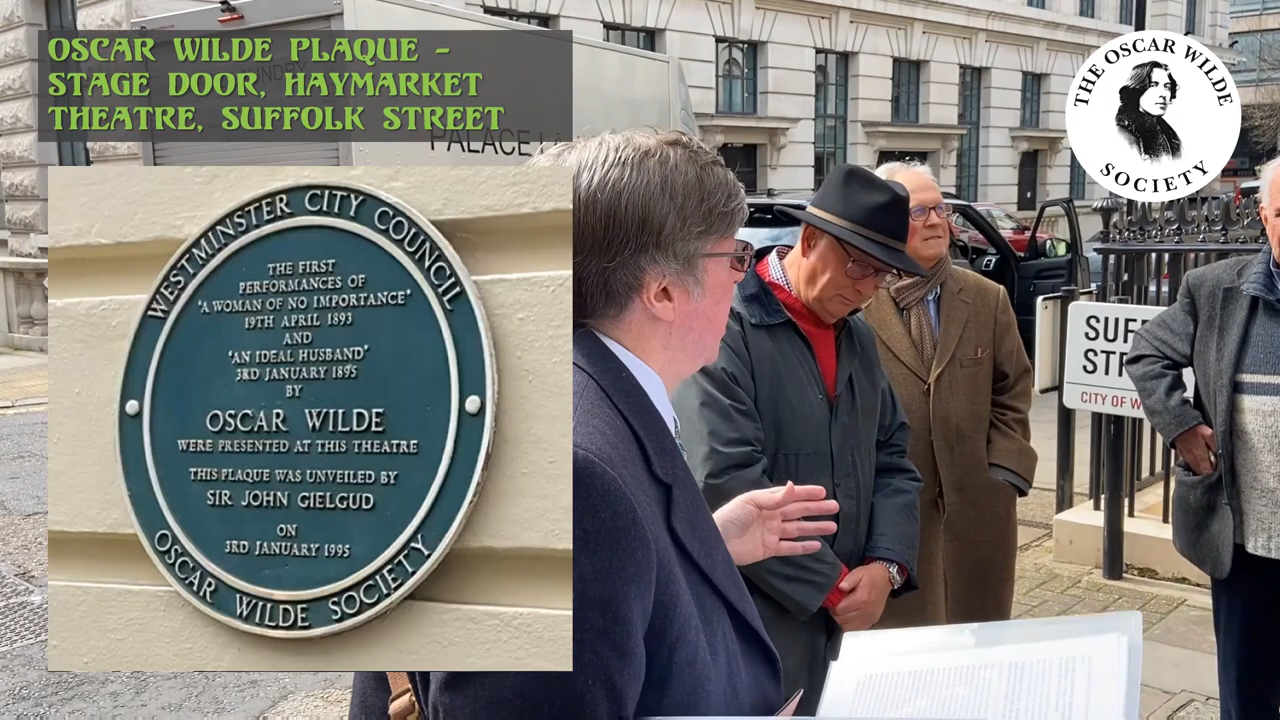 OSCAR WILDE PLAQUE -
STAGE DOOR, HAYMARKET
THEATRE, SUFFOLK STREET
PALACE
THE OSCAR WILDE
SOCIETY
WESTMINSTER CITY COUNCIL
THE FIRST
PERFORMANCES OF
"A WOMAN OF NO IMPORTANCE"
19TH APRIL 1893
AND
"AN IDEAL HUSBAND"
3RD JANUARY 1895
BY
OSCAR WILDE
WERE PRESENTED AT THIS THEATRE
THIS PLAQUE WAS UNVEILED BY
SIR JOHN GIELGUD
ON
3RD JANUARY 1995
OSCAR WILDE SOCIETY
SUF
STR
CITY OF W